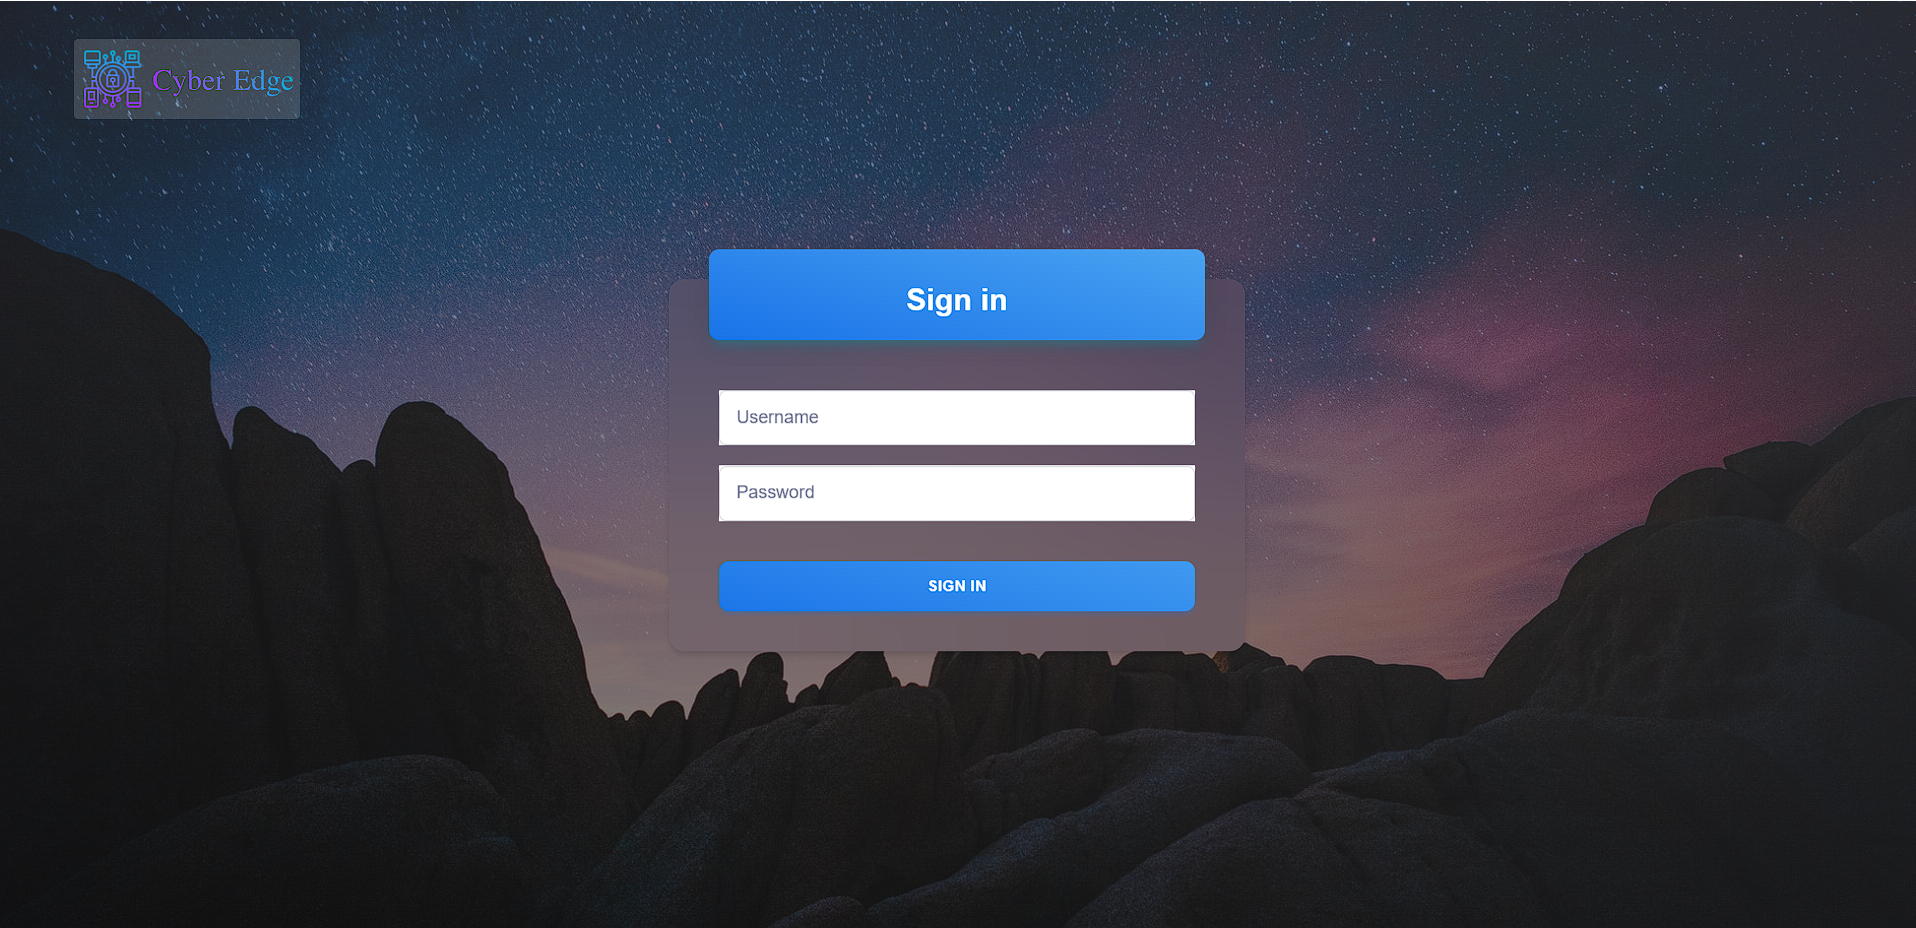 Cyber Edge
Sign in
Username
Password
SIGN IN